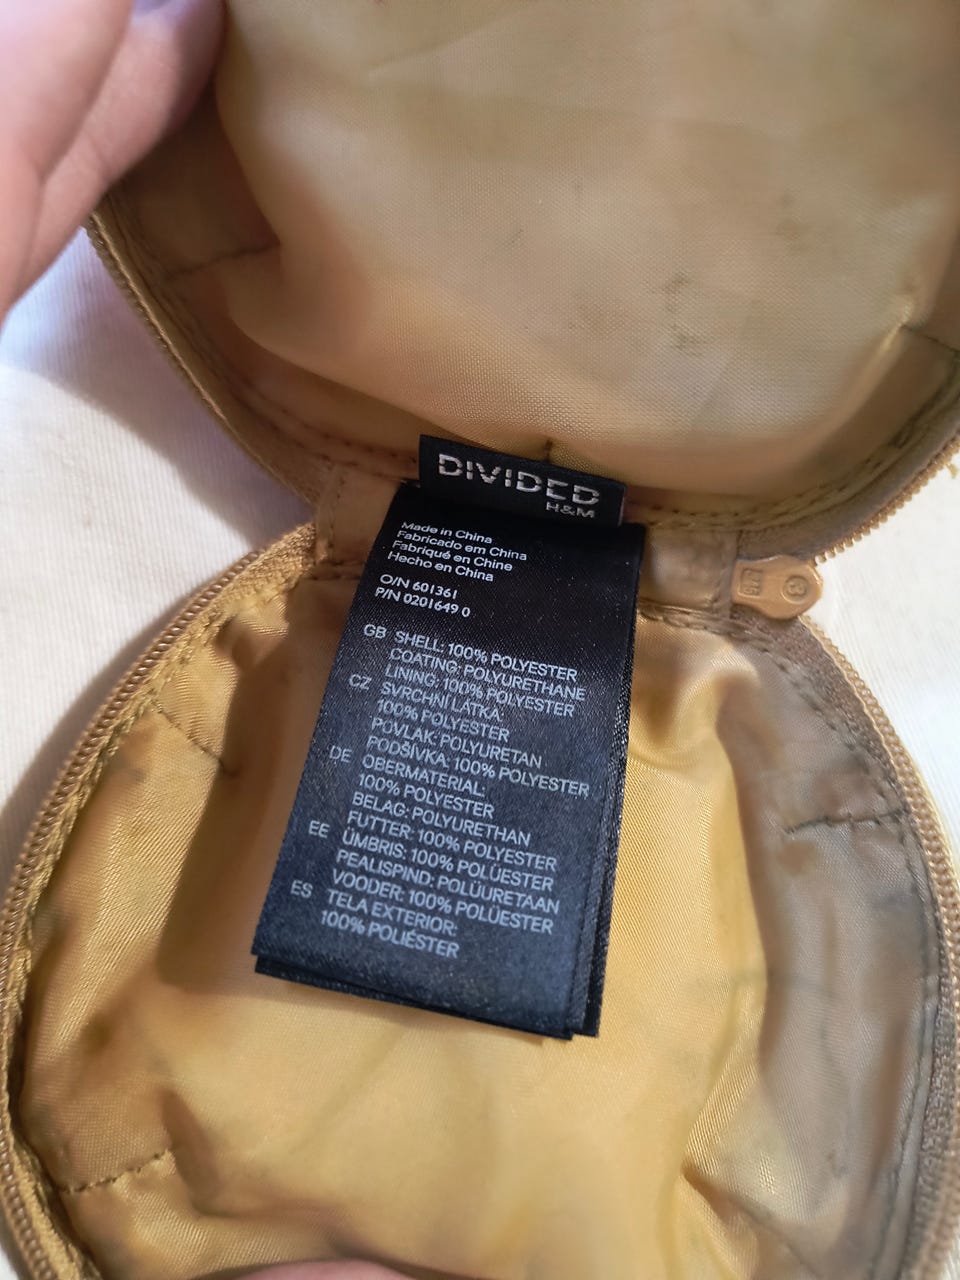 DIVIDED
H&M
Made in China
Fabricado em China
Fabriqué en Chine
Hecho en China
O/N 601361
P/N 0201649 0
GB SHELL: 100% POLYESTER
COATING: POLYURETHANE
LINING: 100% POLYESTER
CZ SVRCHNÍ LÁTKA:
100% POLYESTER
POVLAK: POLYURETAN
PODŠÍVKA: 100% POLYESTER
DE OBERMATERIAL:
100% POLYESTER
BELAG: POLYURETHAN
FUTTER: 100% POLYESTER
EE ÜMBRIS: 100% POLÜESTER
PEALISPIND: POLÜURETAAN
VOODER: 100% POLÜESTER
ES TELA EXTERIOR:
100% POLIÉSTER